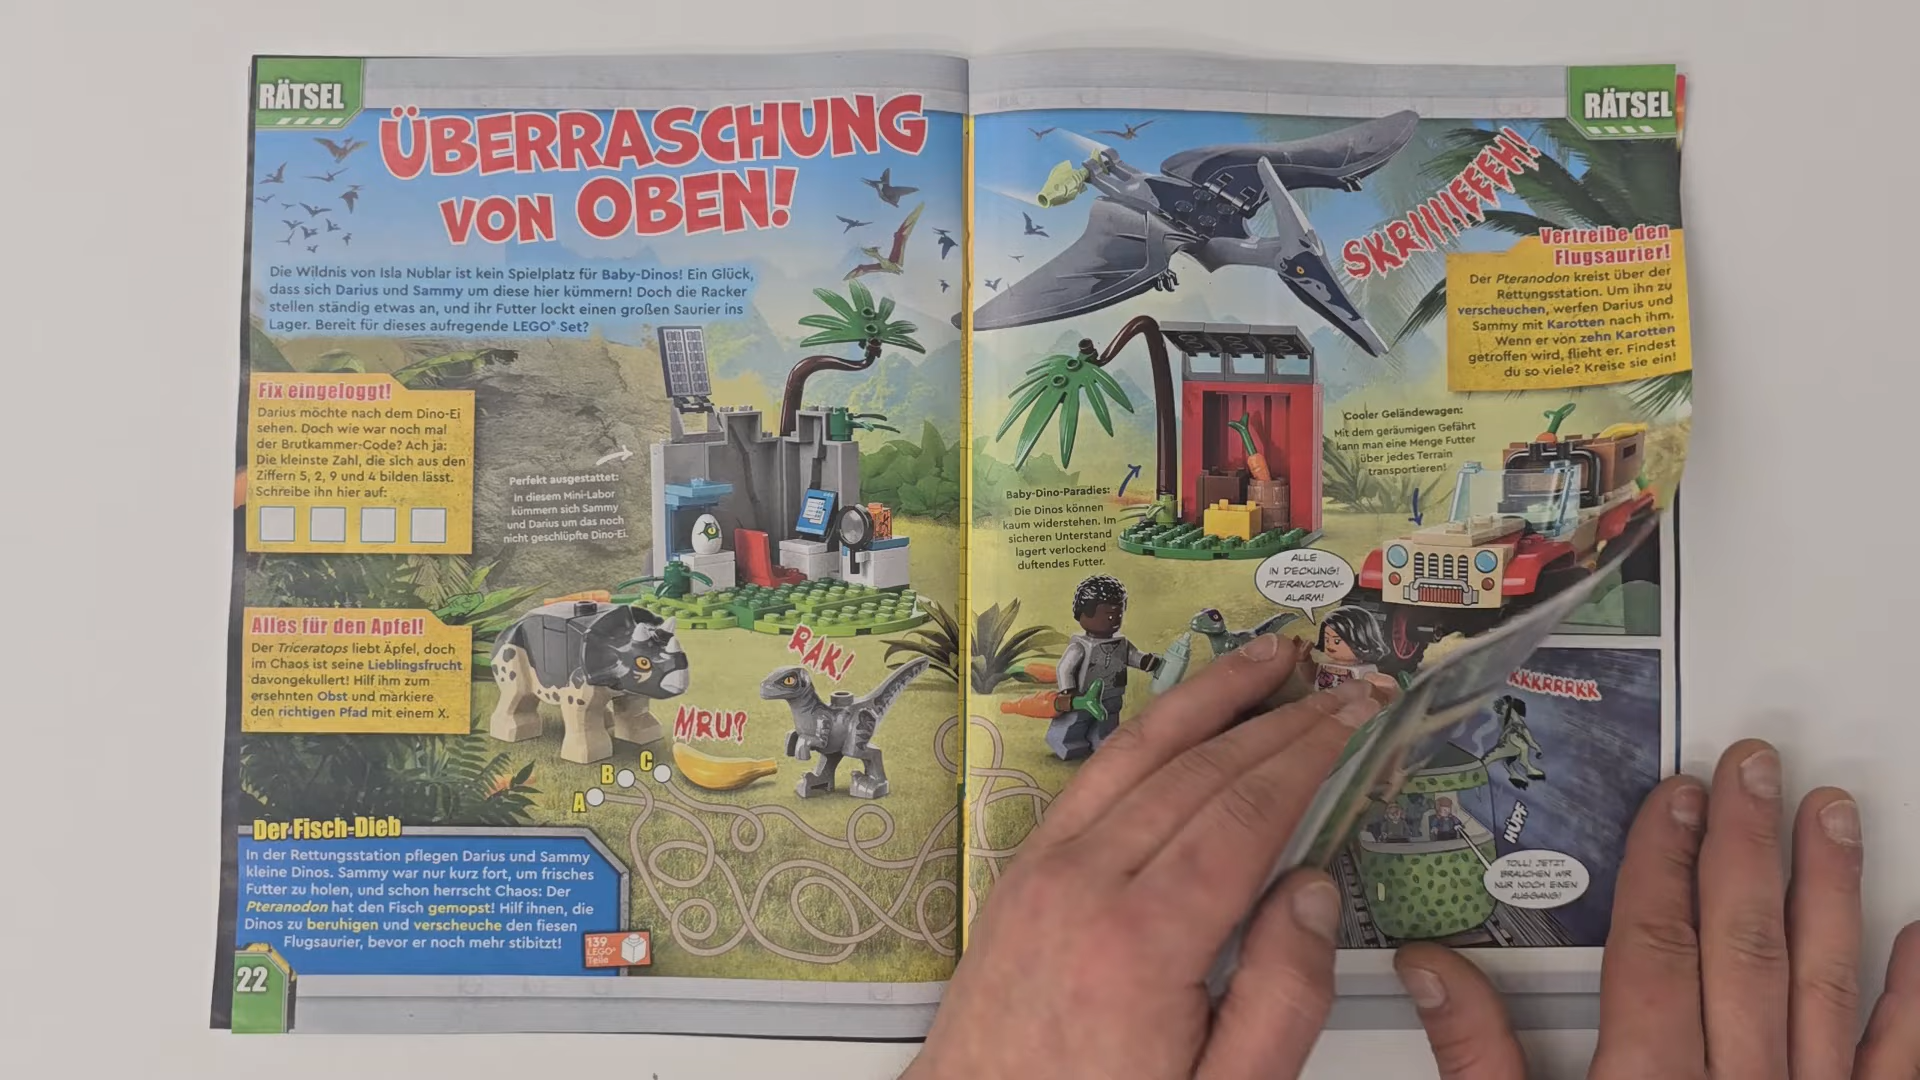 RÄTSEL
ÜBERRASCHUNG
VON OBEN!
Die Wildnis von Isla Nublar ist kein Spielplatz für Baby-Dinos! Ein Glück,
dass sich Darius und Sammy um diese hier kümmern! Doch die Racker
stellen ständig etwas an, und ihr Futter lockt einen großen Saurier ins
Lager. Bereit für dieses aufregende LEGO® Set?
Fix eingeloggt!
Darius möchte nach dem Dino-Ei
sehen. Doch wie war noch mal
der Brutkammer-Code? Ach ja:
Die kleinste Zahl, die sich aus den
Ziffern 5, 2, 9 und 4 bilden lässt.
Schreibe ihn hier auf:
Perfekt ausgestattet:
In diesem Mini-Labor
kümmern sich Sammy
und Darius um das noch
nicht geschlüpfte Dino-Ei.
Alles für den Apfel!
Der Triceratops liebt Äpfel, doch
im Chaos ist seine Lieblingsfrucht
davongekullert! Hilf ihm zum
ersehnten Obst und markiere
den richtigen Pfad mit einem X.
RAK!
MRU?
A
B
C
Der Fisch-Dieb
In der Rettungsstation pflegen Darius und Sammy
kleine Dinos. Sammy war nur kurz fort, um frisches
Futter zu holen, und schon herrscht Chaos: Der
Pteranodon hat den Fisch gemopst! Hilf ihnen, die
Dinos zu beruhigen und verscheuche den fiesen
Flugsaurier, bevor er noch mehr stibitzt!
139
LEGO®
Teile
22
RÄTSEL
SKRIIIIEEEH!
Vertreibe den
Flugsaurier!
Der Pteranodon kreist über der
Rettungsstation. Um ihn zu
verscheuchen, werfen Darius und
Sammy mit Karotten nach ihm.
Wenn er von zehn Karotten
getroffen wird, flieht er. Findest
du so viele? Kreise sie ein!
Cooler Geländewagen:
Mit dem geräumigen Gefährt
kann man eine Menge Futter
über jedes Terrain
transportieren!
Baby-Dino-Paradies:
Die Dinos können
kaum widerstehen. Im
sicheren Unterstand
lagert verlockend
duftendes Futter.
ALLE
IN DECKUNG!
PTERANODON-
ALARM!
KKRRRKK
HÜPF
TOLL! JETZT
BRAUCHEN WIR
NUR NOCH EINEN
AUSGANG!